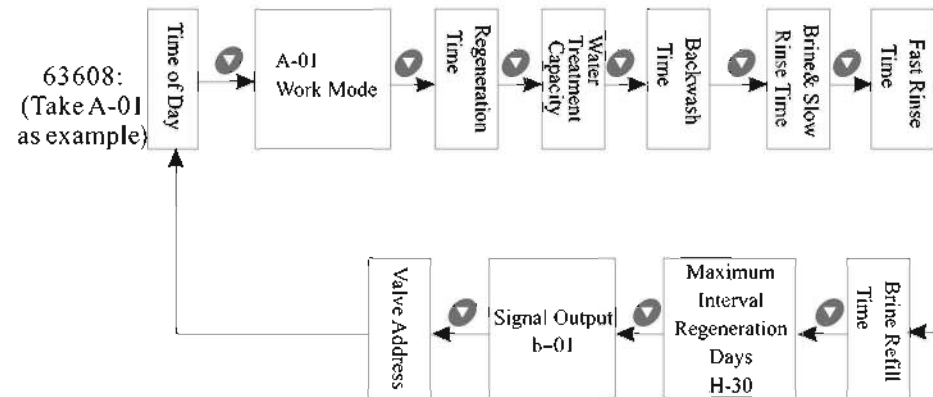 63608:
(Take A-01
as example)
Time of Day
A-01
Work Mode
Regeneration
Time
Water
Treatment
Capacity
Backwash
Time
Brine& Slow
Rinse Time
Fast Rinse
Time
Brine Refill
Time
Maximum
Interval
Regeneration
Days
H-30
Signal Output
b-01
Valve Address